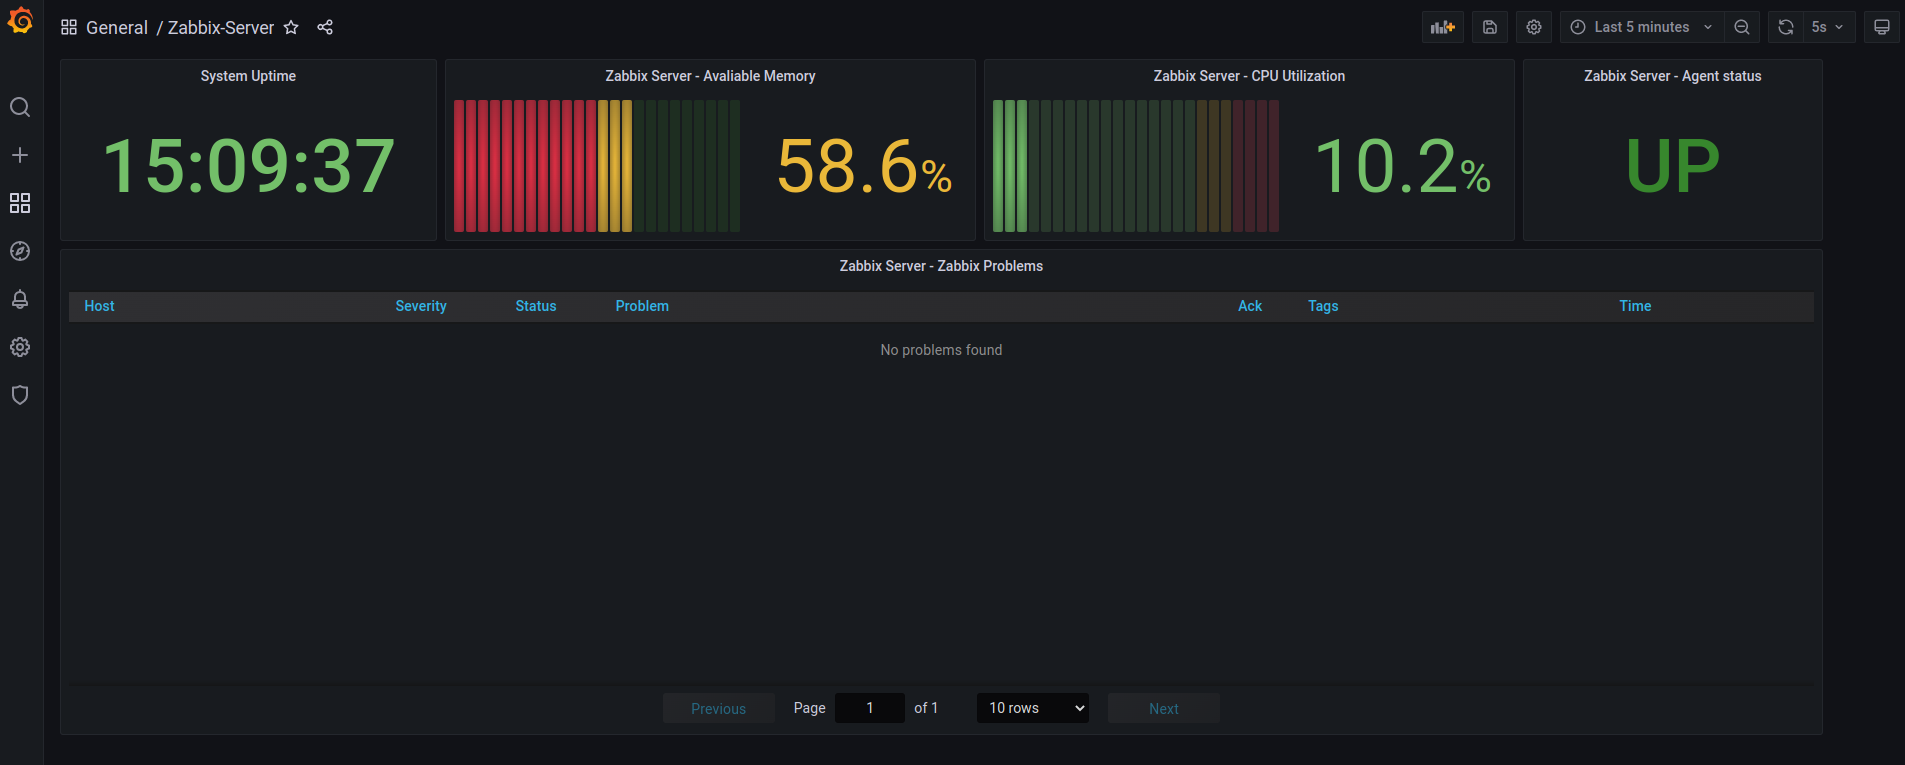 General / Zabbix-Server
Last 5 minutes
5s
System Uptime
15:09:37
Zabbix Server - Avaliable Memory
58.6%
Zabbix Server - CPU Utilization
10.2%
Zabbix Server - Agent status
UP
Zabbix Server - Zabbix Problems
Host Severity Status Problem Ack Tags Time
No problems found
Previous Page 1 of 1 10 rows Next